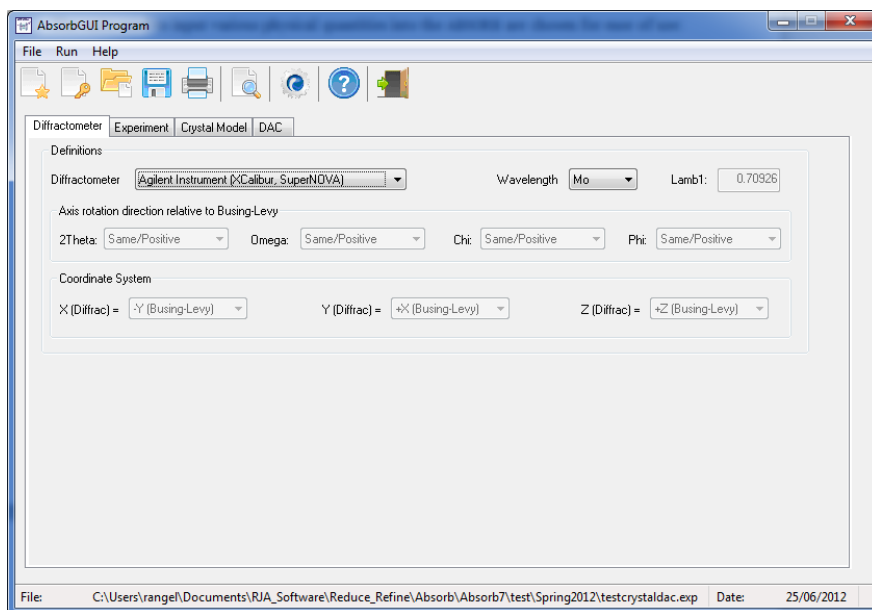 AbsorbGUI Program
File Run Help
Diffractometer Experiment Crystal Model DAC
Definitions
Diffractometer Agilent Instrument (XCalibur, SuperNOVA) Wavelength Mo Lamb1: 0.70926
Axis rotation direction relative to Busing-Levy
2Theta: Same/Positive Omega: Same/Positive Chi: Same/Positive Phi: Same/Positive
Coordinate System
X (Diffrac) = -Y (Busing-Levy) Y (Diffrac) = +X (Busing-Levy) Z (Diffrac) = +Z (Busing-Levy)
File: C:\Users\rangel\Documents\RJA_Software\Reduce_Refine\Absorb\Absorb7\test\Spring2012\testcrystaldac.exp Date: 25/06/2012